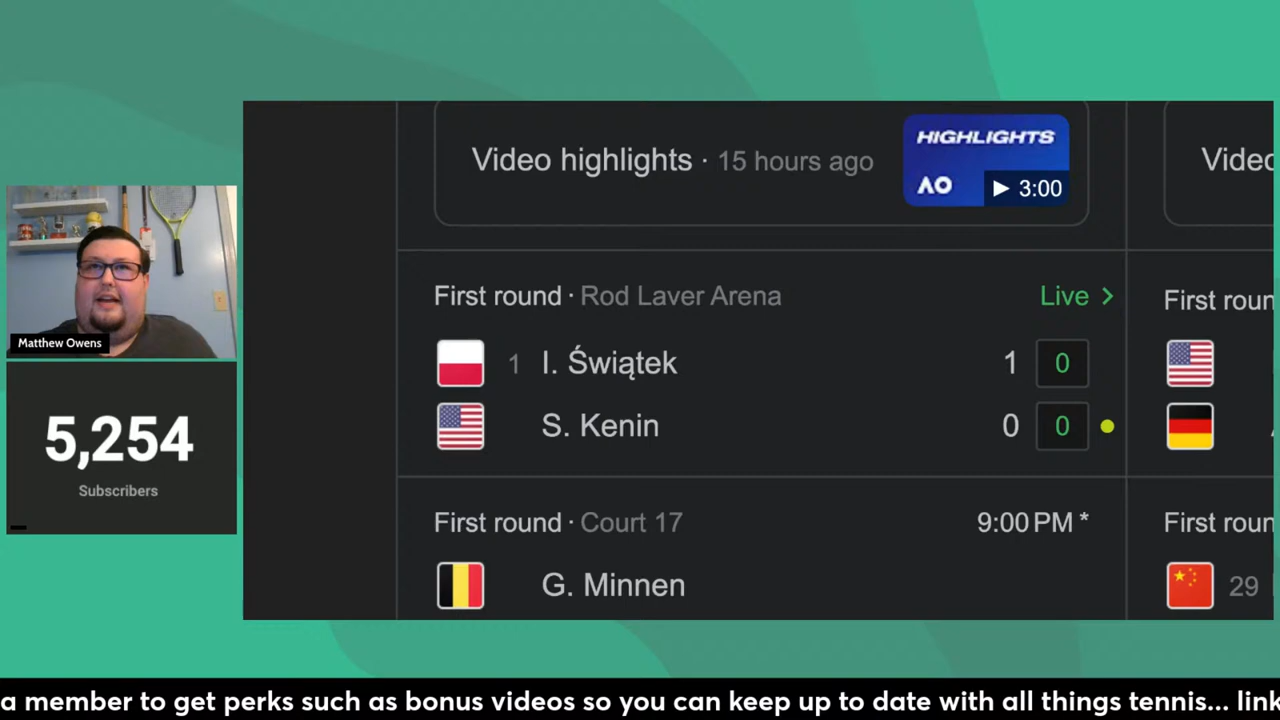 Video highlights · 15 hours ago
HIGHLIGHTS
AO
3:00
Video
First round · Rod Laver Arena
Live >
1 I. Świątek 1 0
S. Kenin 0 0
First round · Court 17
9:00 PM *
G. Minnen
First roun
First roun
29
Matthew Owens
5,254
Subscribers
a member to get perks such as bonus videos so you can keep up to date with all things tennis... link